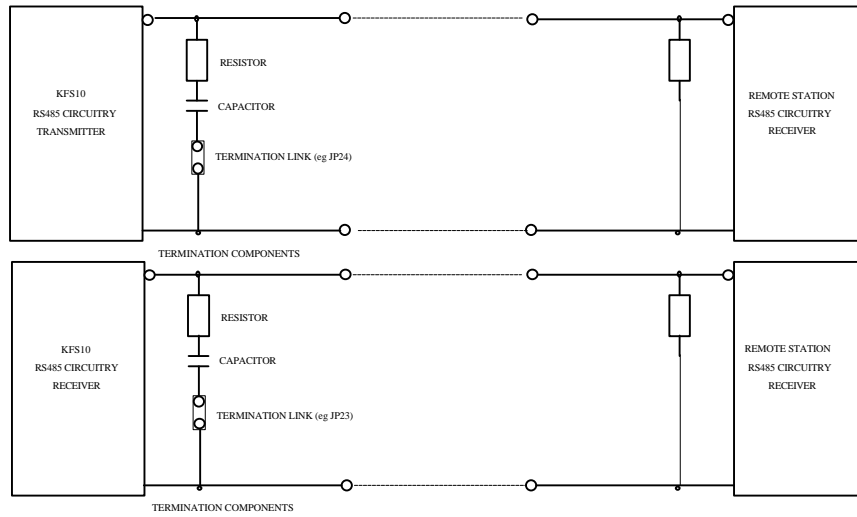 RESISTOR
KFS10
RS485 CIRCUITRY
TRANSMITTER
CAPACITOR
REMOTE STATION
RS485 CIRCUITRY
RECEIVER
TERMINATION LINK (eg JP24)
TERMINATION COMPONENTS
RESISTOR
KFS10
RS485 CIRCUITRY
RECEIVER
CAPACITOR
REMOTE STATION
RS485 CIRCUITRY
RECEIVER
TERMINATION LINK (eg JP23)
TERMINATION COMPONENTS